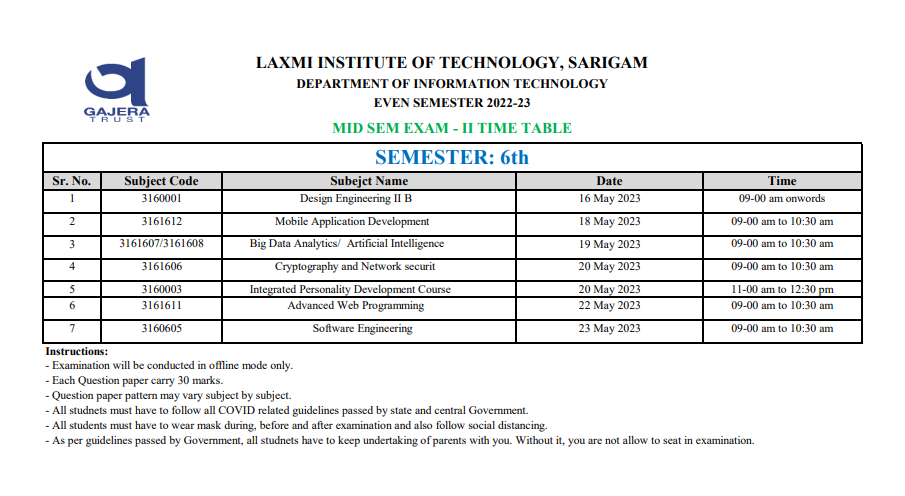 LAXMI INSTITUTE OF TECHNOLOGY, SARIGAM
DEPARTMENT OF INFORMATION TECHNOLOGY
EVEN SEMESTER 2022-23
GAJERA
TRUST
MID SEM EXAM - II TIME TABLE
SEMESTER: 6th
Sr. No. Subject Code Subejct Name Date Time
1 3160001 Design Engineering II B 16 May 2023 09-00 am onwords
2 3161612 Mobile Application Development 18 May 2023 09-00 am to 10:30 am
3 3161607/3161608 Big Data Analytics/ Artificial Intelligence 19 May 2023 09-00 am to 10:30 am
4 3161606 Cryptography and Network securit 20 May 2023 09-00 am to 10:30 am
5 3160003 Integrated Personality Development Course 20 May 2023 11-00 am to 12:30 pm
6 3161611 Advanced Web Programming 22 May 2023 09-00 am to 10:30 am
7 3160605 Software Engineering 23 May 2023 09-00 am to 10:30 am
Instructions:
- Examination will be conducted in offline mode only.
- Each Question paper carry 30 marks.
- Question paper pattern may vary subject by subject.
- All studnets must have to follow all COVID related guidelines passed by state and central Government.
- All students must have to wear mask during, before and after examination and also follow social distancing.
- As per guidelines passed by Government, all studnets have to keep undertaking of parents with you. Without it, you are not allow to seat in examination.